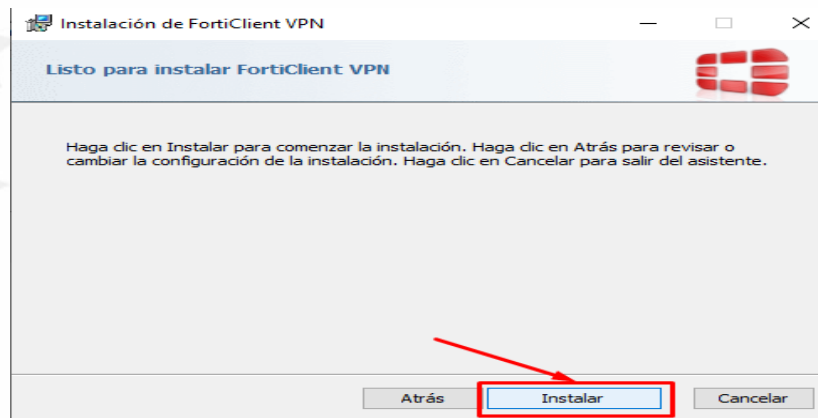 Instalación de FortiClient VPN
Listo para instalar FortiClient VPN
Haga clic en Instalar para comenzar la instalación. Haga clic en Atrás para revisar o
cambiar la configuración de la instalación. Haga clic en Cancelar para salir del asistente.
Atrás Instalar Cancelar